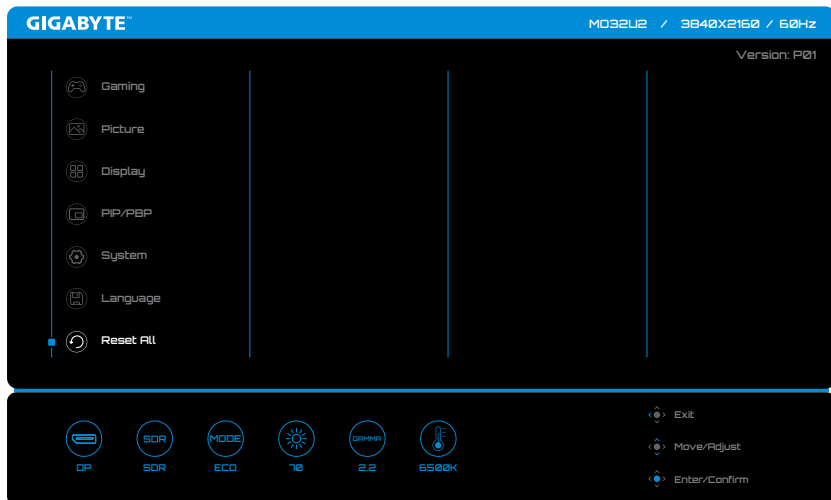 GIGABYTE™ MO32U2 / 3840X2160 / 60Hz
Version: P01
Gaming
Picture
Display
PIP/PBP
System
Language
Reset All
SDR MODE GAMMA
DP SDR ECO 70 2.2 6500K
Exit
Move/Adjust
Enter/Confirm